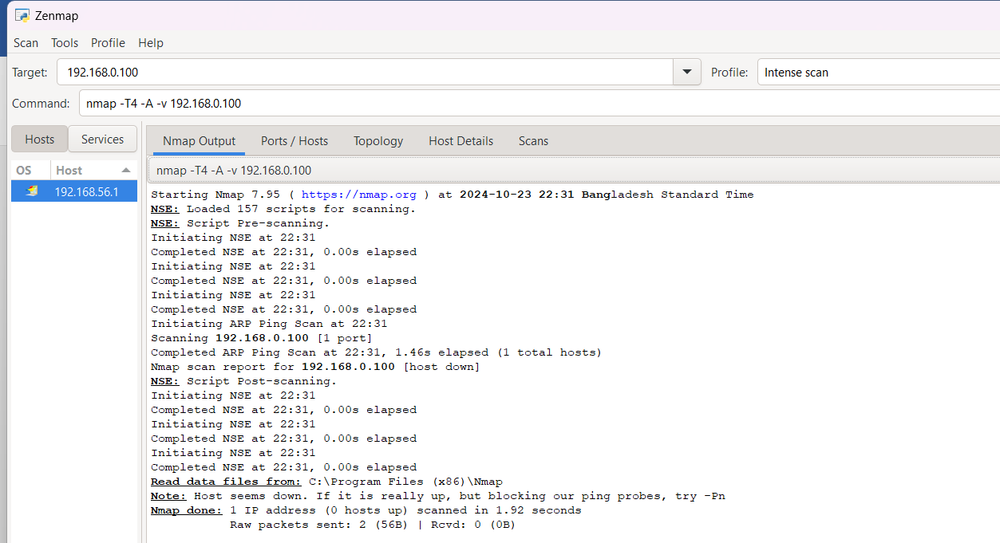 Zenmap
Scan Tools Profile Help
Target: 192.168.0.100 Profile: Intense scan
Command: nmap -T4 -A -v 192.168.0.100
Hosts Services
Nmap Output Ports / Hosts Topology Host Details Scans
OS Host
192.168.56.1
nmap -T4 -A -v 192.168.0.100
Starting Nmap 7.95 ( https://nmap.org ) at 2024-10-23 22:31 Bangladesh Standard Time
NSE: Loaded 157 scripts for scanning.
NSE: Script Pre-scanning.
Initiating NSE at 22:31
Completed NSE at 22:31, 0.00s elapsed
Initiating NSE at 22:31
Completed NSE at 22:31, 0.00s elapsed
Initiating NSE at 22:31
Completed NSE at 22:31, 0.00s elapsed
Initiating ARP Ping Scan at 22:31
Scanning 192.168.0.100 [1 port]
Completed ARP Ping Scan at 22:31, 1.46s elapsed (1 total hosts)
Nmap scan report for 192.168.0.100 [host down]
NSE: Script Post-scanning.
Initiating NSE at 22:31
Completed NSE at 22:31, 0.00s elapsed
Initiating NSE at 22:31
Completed NSE at 22:31, 0.00s elapsed
Initiating NSE at 22:31
Completed NSE at 22:31, 0.00s elapsed
Read data files from: C:\Program Files (x86)\Nmap
Note: Host seems down. If it is really up, but blocking our ping probes, try -Pn
Nmap done: 1 IP address (0 hosts up) scanned in 1.92 seconds
Raw packets sent: 2 (56B) | Rcvd: 0 (0B)